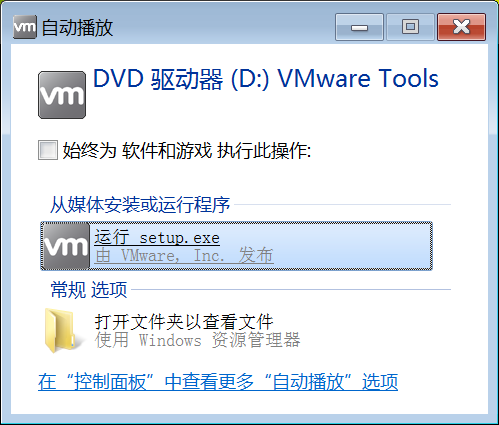 vm 自动播放
vm DVD 驱动器 (D:) VMware Tools
始终为 软件和游戏 执行此操作:
从媒体安装或运行程序
vm 运行 setup.exe
由 VMware, Inc. 发布
常规 选项
打开文件夹以查看文件
使用 Windows 资源管理器
在“控制面板”中查看更多“自动播放”选项